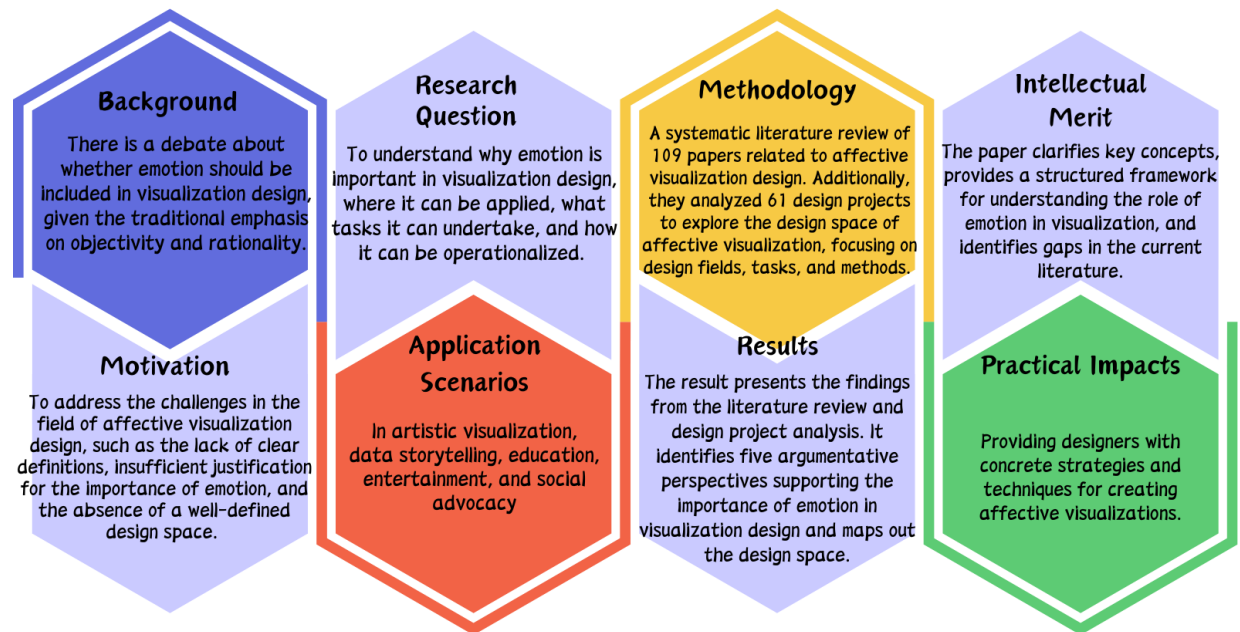 Background
There is a debate about
whether emotion should be
included in visualization design,
given the traditional emphasis
on objectivity and rationality.
Motivation
To address the challenges in the
field of affective visualization
design, such as the lack of clear
definitions, insufficient justification
for the importance of emotion, and
the absence of a well-defined
design space.
Research
Question
To understand why emotion is
important in visualization design,
where it can be applied, what
tasks it can undertake, and how
it can be operationalized.
Application
Scenarios
In artistic visualization,
data storytelling, education,
entertainment, and social
advocacy
Methodology
A systematic literature review of
109 papers related to affective
visualization design. Additionally,
they analyzed 61 design projects
to explore the design space of
affective visualization, focusing on
design fields, tasks, and methods.
Results
The result presents the findings
from the literature review and
design project analysis. It
identifies five argumentative
perspectives supporting the
importance of emotion in
visualization design and maps out
the design space.
Intellectual
Merit
The paper clarifies key concepts,
provides a structured framework
for understanding the role of
emotion in visualization, and
identifies gaps in the current
literature.
Practical Impacts
Providing designers with
concrete strategies and
techniques for creating
affective visualizations.